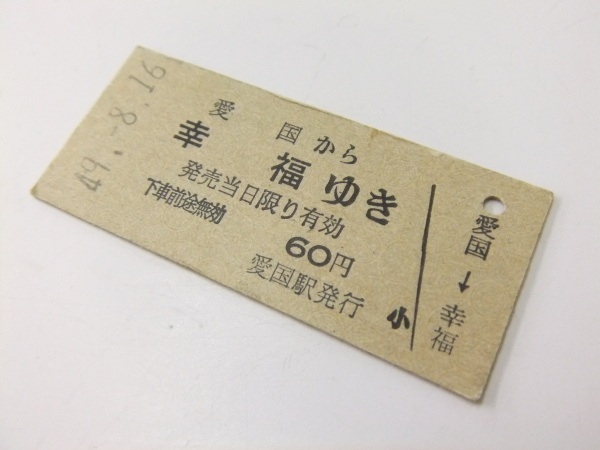 49.-8.16
愛国から
幸福ゆき
発売当日限り有効
下車前途無効
60円
愛国駅発行
小
愛国
↓
幸福